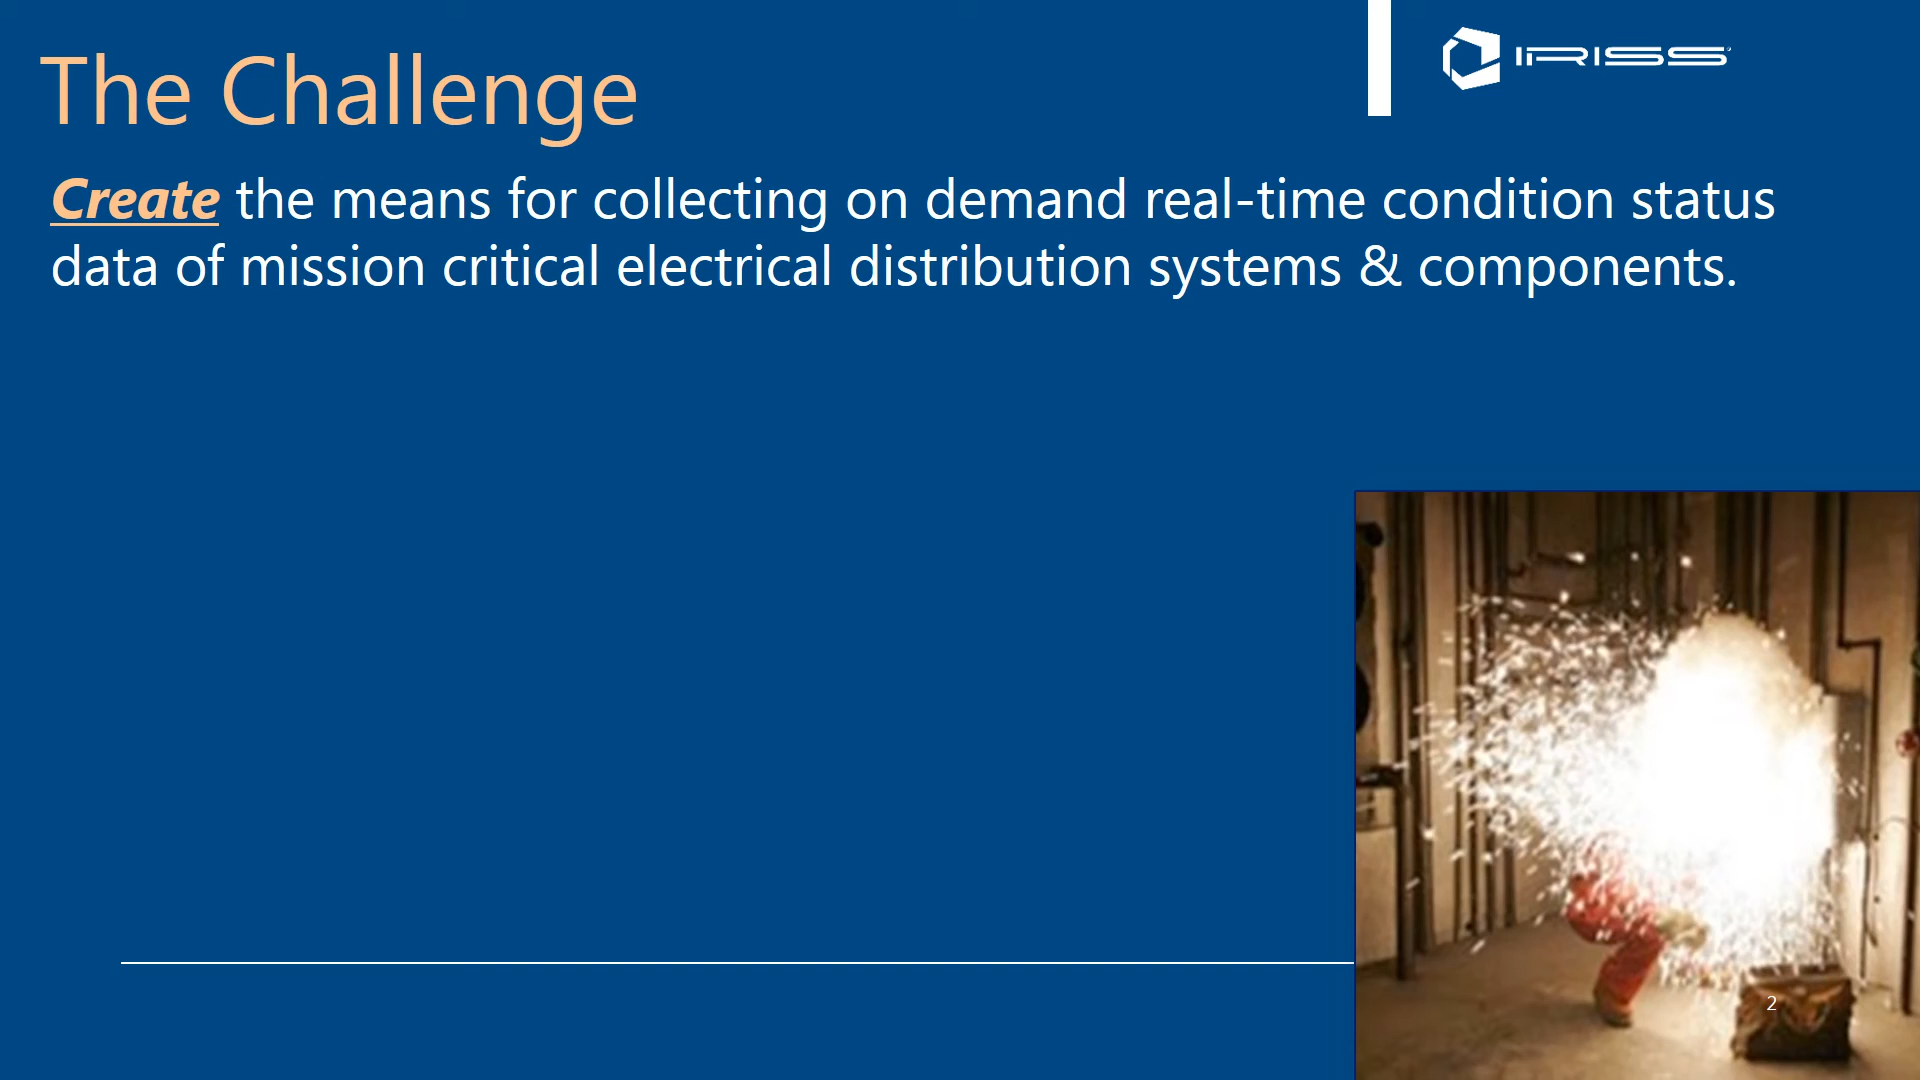 The Challenge
IRISS
Create the means for collecting on demand real-time condition status
data of mission critical electrical distribution systems & components.
2